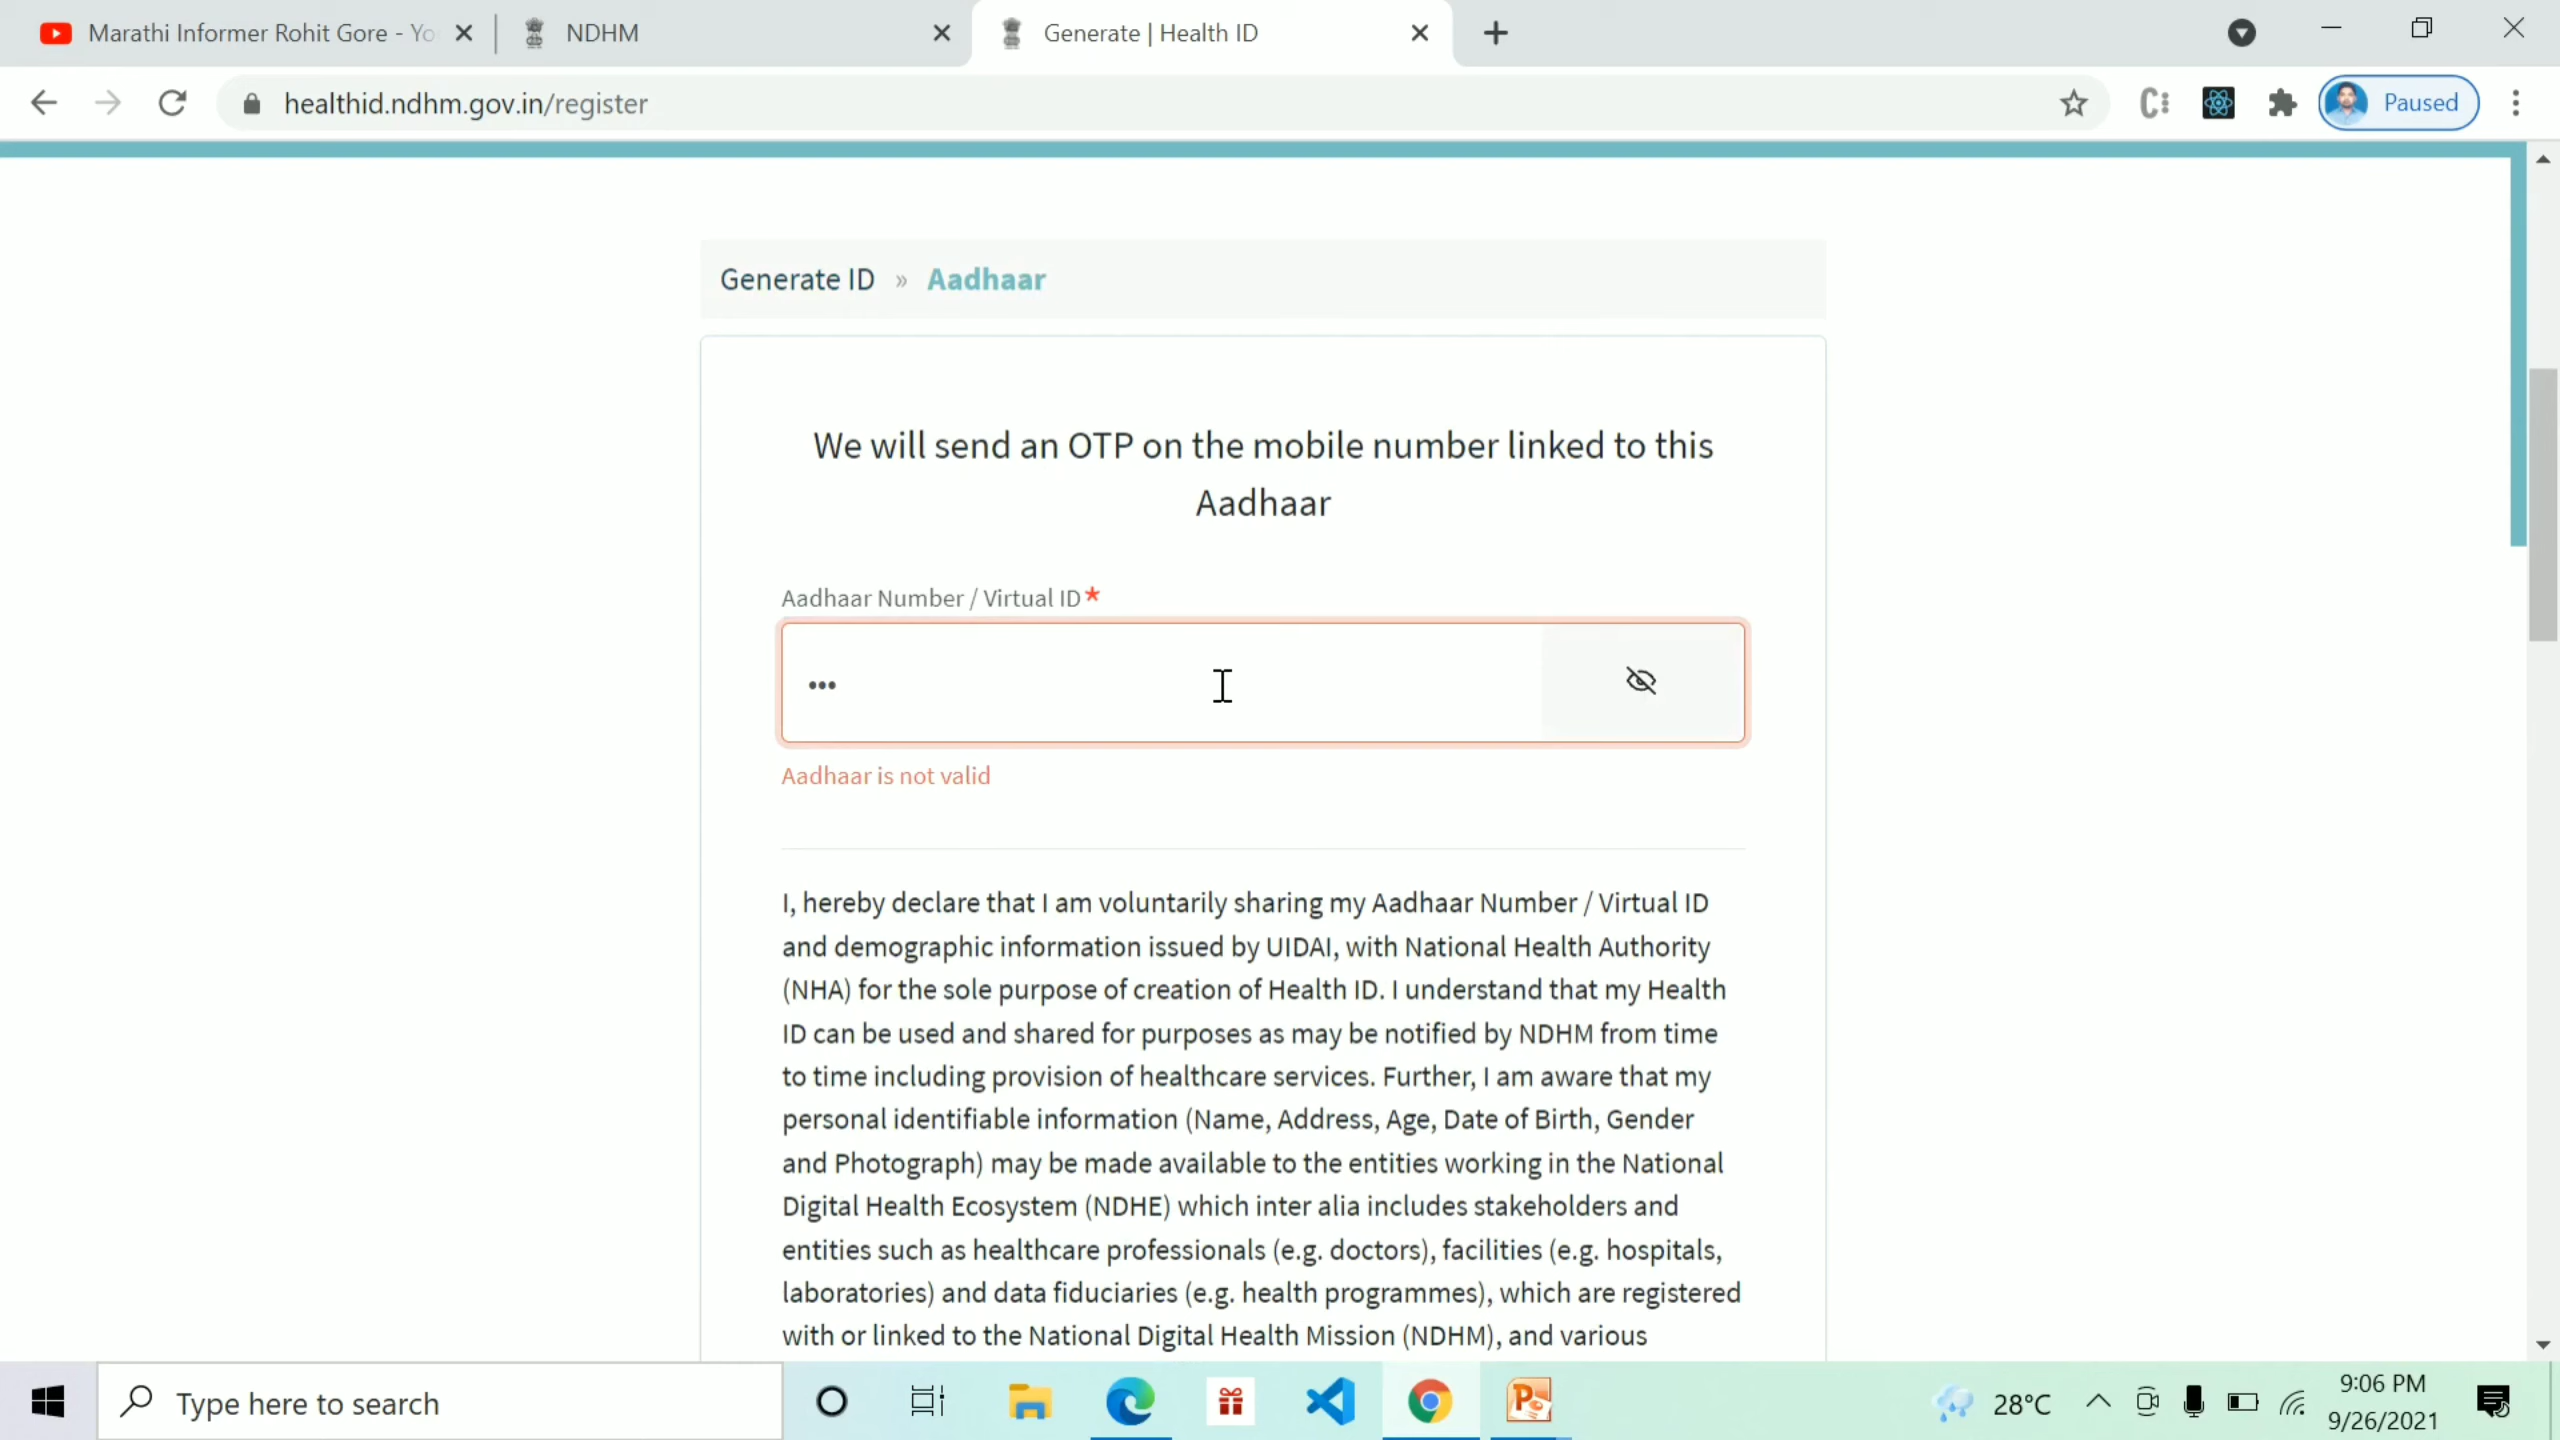 Marathi Informer Rohit Gore - Yo
NDHM
Generate | Health ID
healthid.ndhm.gov.in/register
Paused
Generate ID » Aadhaar
We will send an OTP on the mobile number linked to this
Aadhaar
Aadhaar Number / Virtual ID*
•••
Aadhaar is not valid
I, hereby declare that I am voluntarily sharing my Aadhaar Number / Virtual ID
and demographic information issued by UIDAI, with National Health Authority
(NHA) for the sole purpose of creation of Health ID. I understand that my Health
ID can be used and shared for purposes as may be notified by NDHM from time
to time including provision of healthcare services. Further, I am aware that my
personal identifiable information (Name, Address, Age, Date of Birth, Gender
and Photograph) may be made available to the entities working in the National
Digital Health Ecosystem (NDHE) which inter alia includes stakeholders and
entities such as healthcare professionals (e.g. doctors), facilities (e.g. hospitals,
laboratories) and data fiduciaries (e.g. health programmes), which are registered
with or linked to the National Digital Health Mission (NDHM), and various
Type here to search
28°C
9:06 PM
9/26/2021